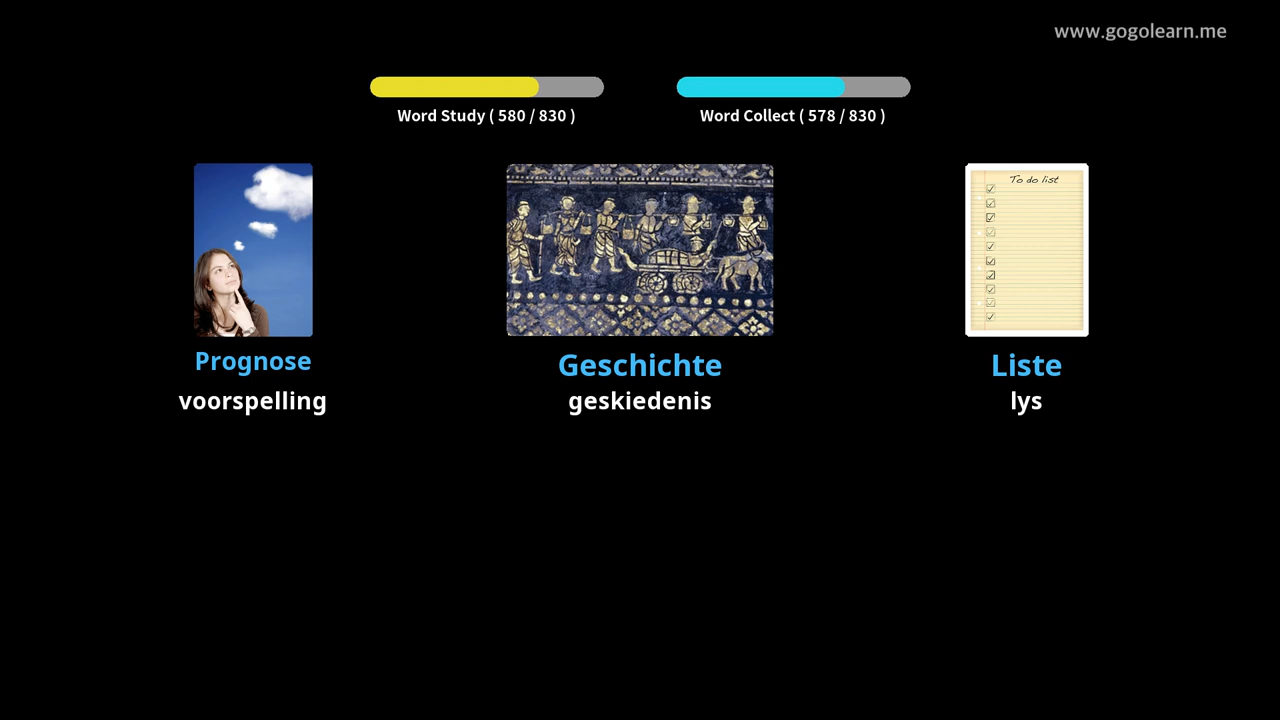 www.gogolearn.me
Word Study ( 580 / 830 )
Word Collect ( 578 / 830 )
To do list
Prognose
Geschichte
Liste
voorspelling
geskiedenis
lys